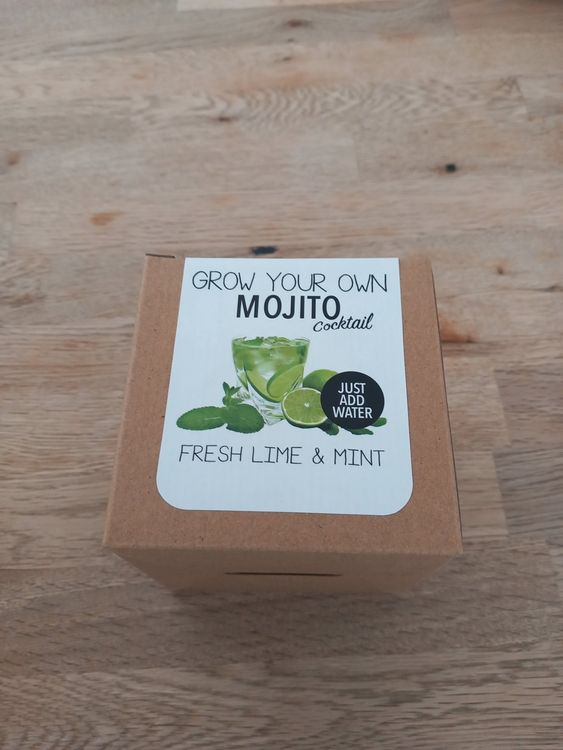 GROW YOUR OWN
MOJITO
Cocktail
JUST
ADD
WATER
FRESH LIME & MINT